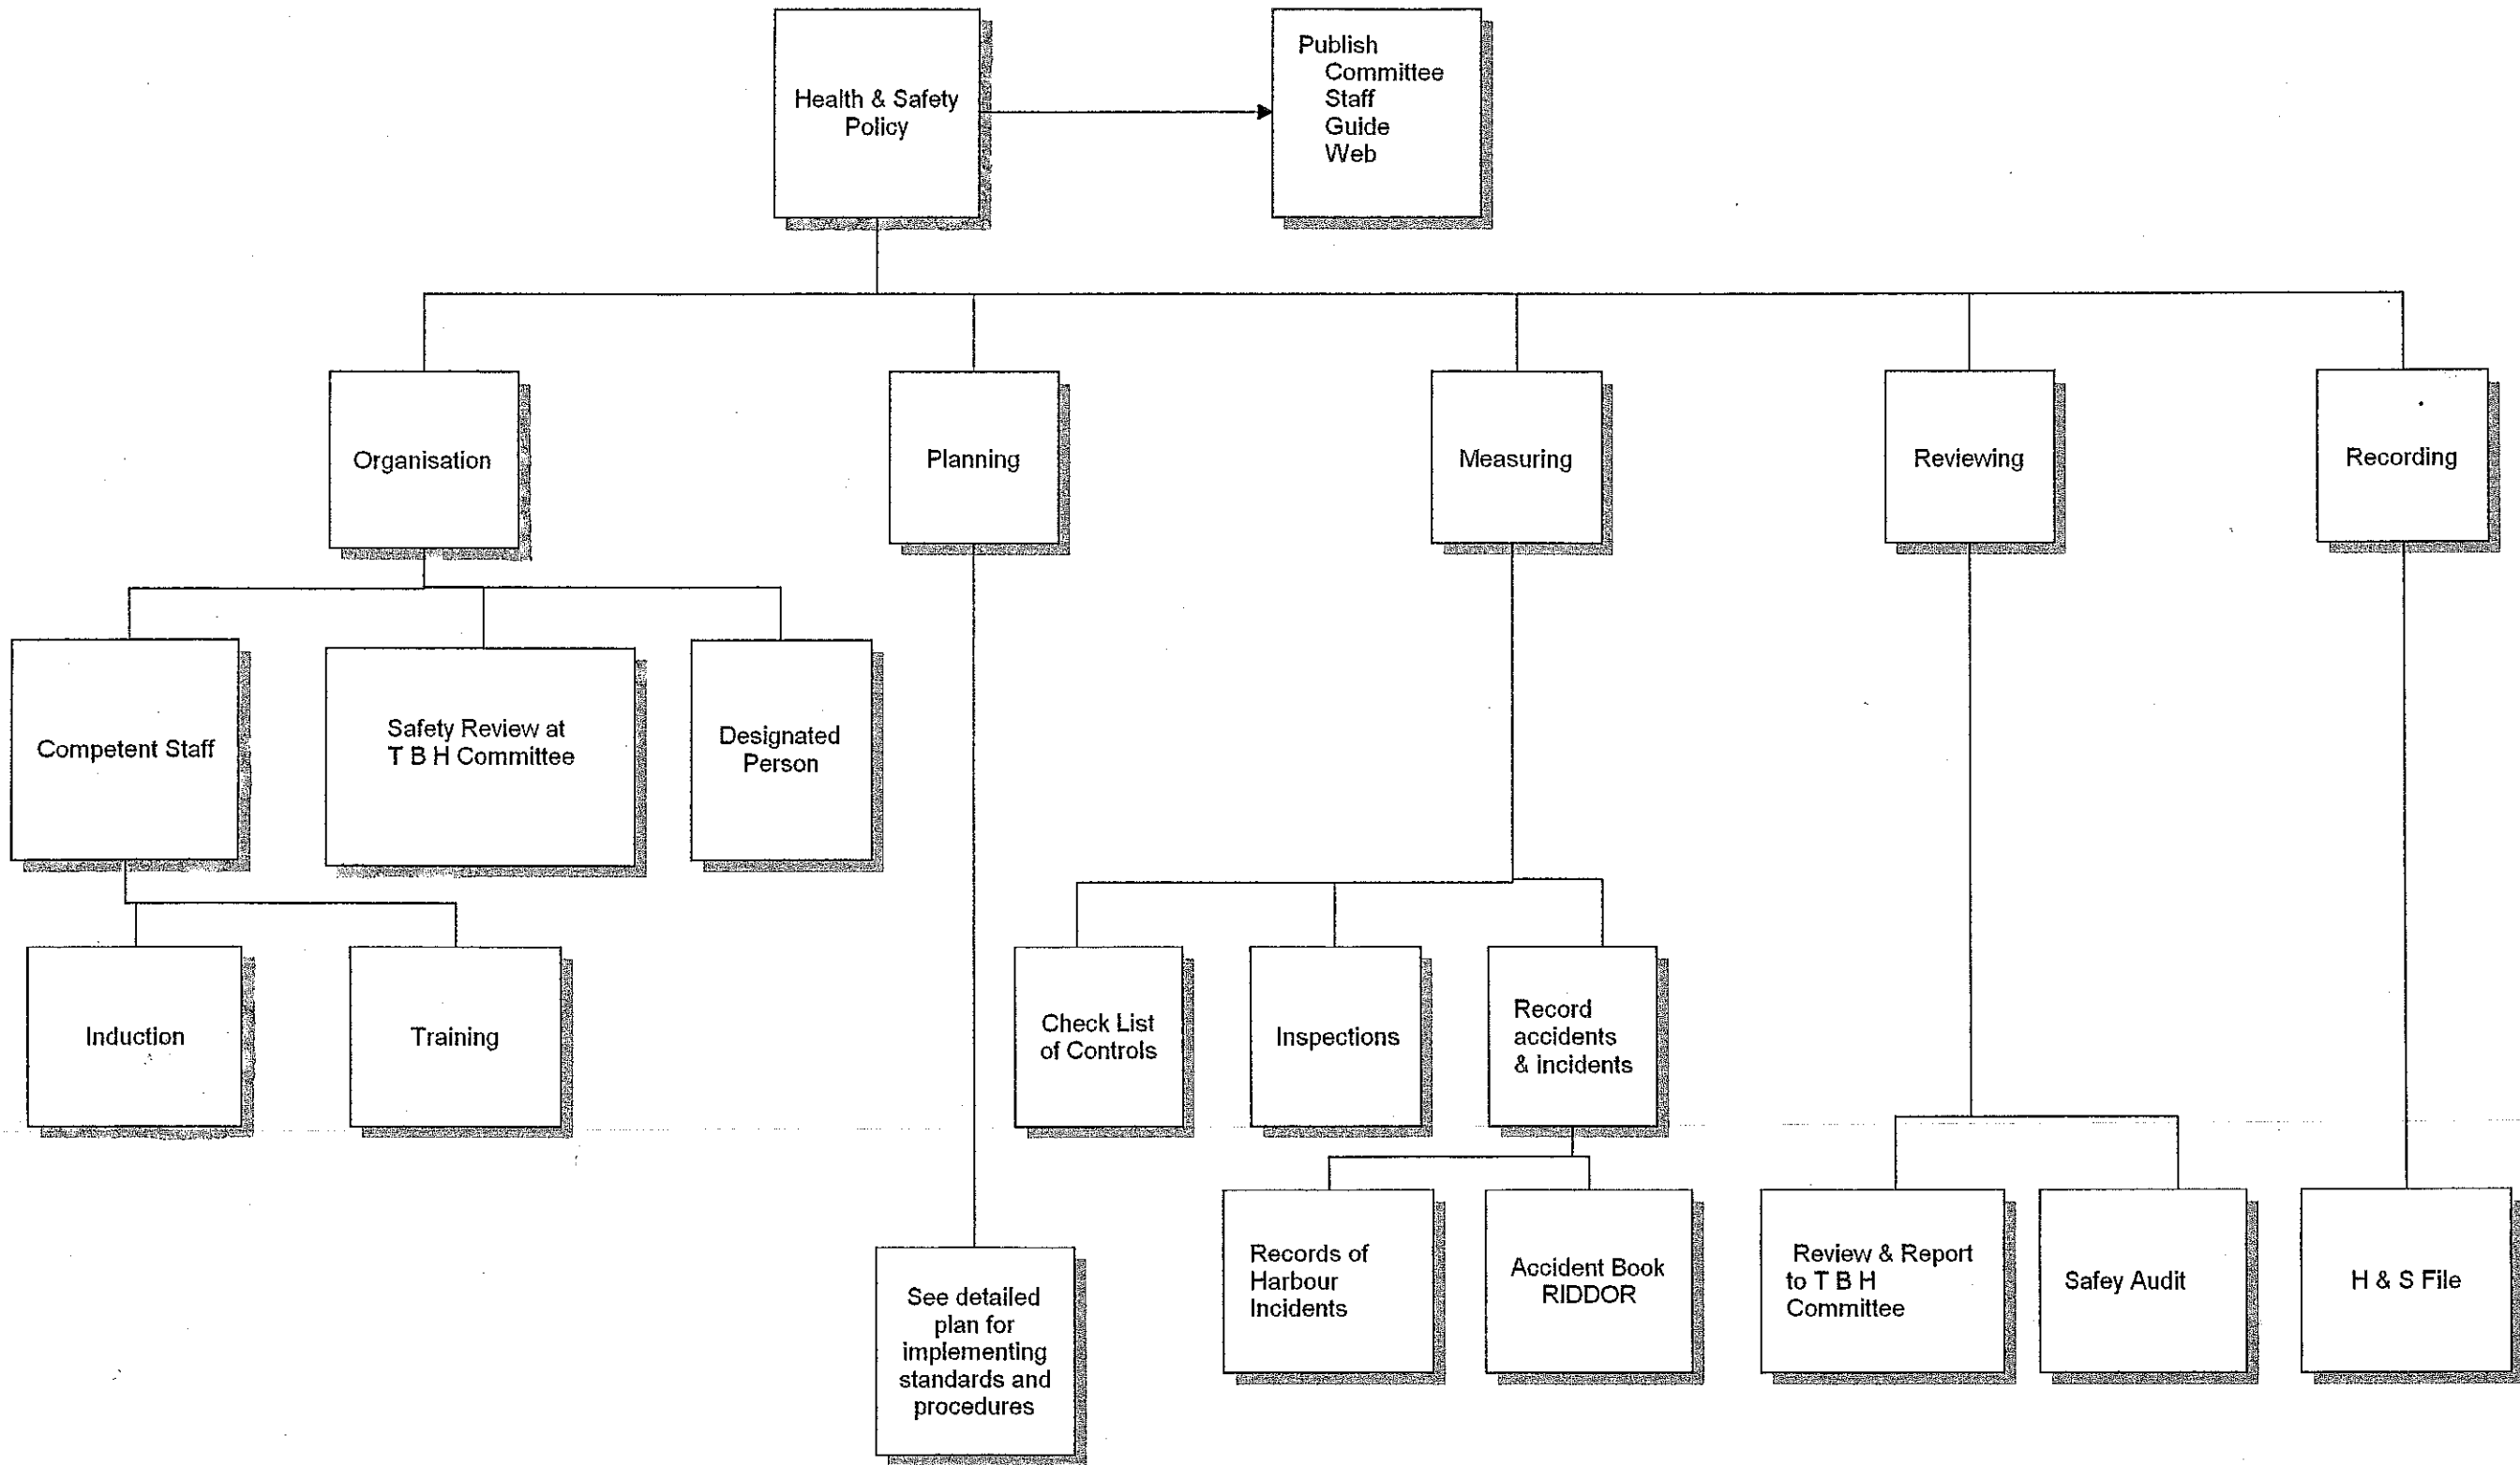 Health & Safety
Policy
Publish
Committee
Staff
Guide
Web
Organisation
Planning
Measuring
Reviewing
Recording
Competent Staff
Safety Review at
T B H Committee
Designated
Person
Induction
Training
Check List
of Controls
Inspections
Record
accidents
& incidents
See detailed
plan for
implementing
standards and
procedures
Records of
Harbour
Incidents
Accident Book
RIDDOR
Review & Report
to T B H
Committee
Safey Audit
H & S File